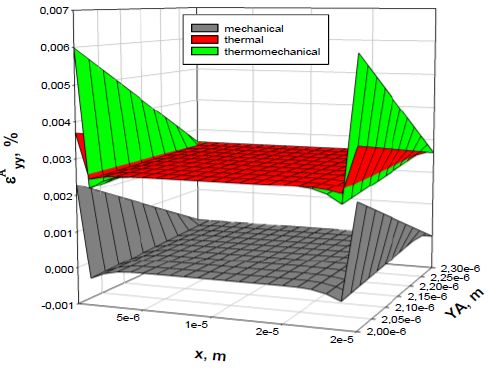 0,007
0,006
0,005
0,004
0,003
0,002
0,001
0,000
-0,001
ε^A_yy, %
mechanical
thermal
thermomechanical
5e-6
1e-5
2e-5
2e-5
x, m
2,30e-6
2,25e-6
2,20e-6
2,15e-6
2,10e-6
2,05e-6
2,00e-6
YA, m